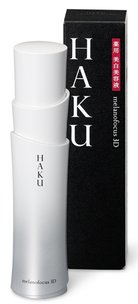 HAKU
melanofocus 3D
薬用 美白美容液
HAKU
melanofocus 3D